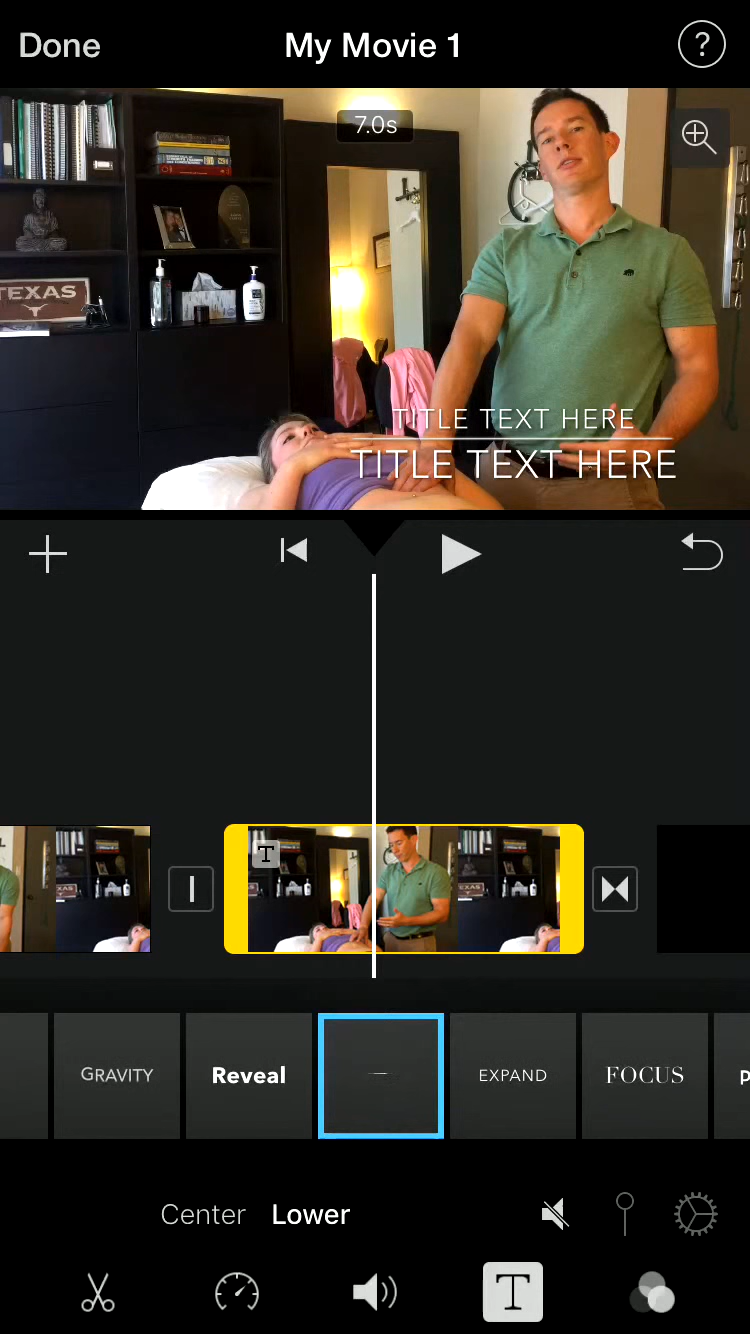 Done
My Movie 1
?
7.0s
TEXAS
TITLE TEXT HERE
TITLE TEXT HERE
T
TEXAS
GRAVITY
Reveal
EXPAND
FOCUS
Center
Lower
T